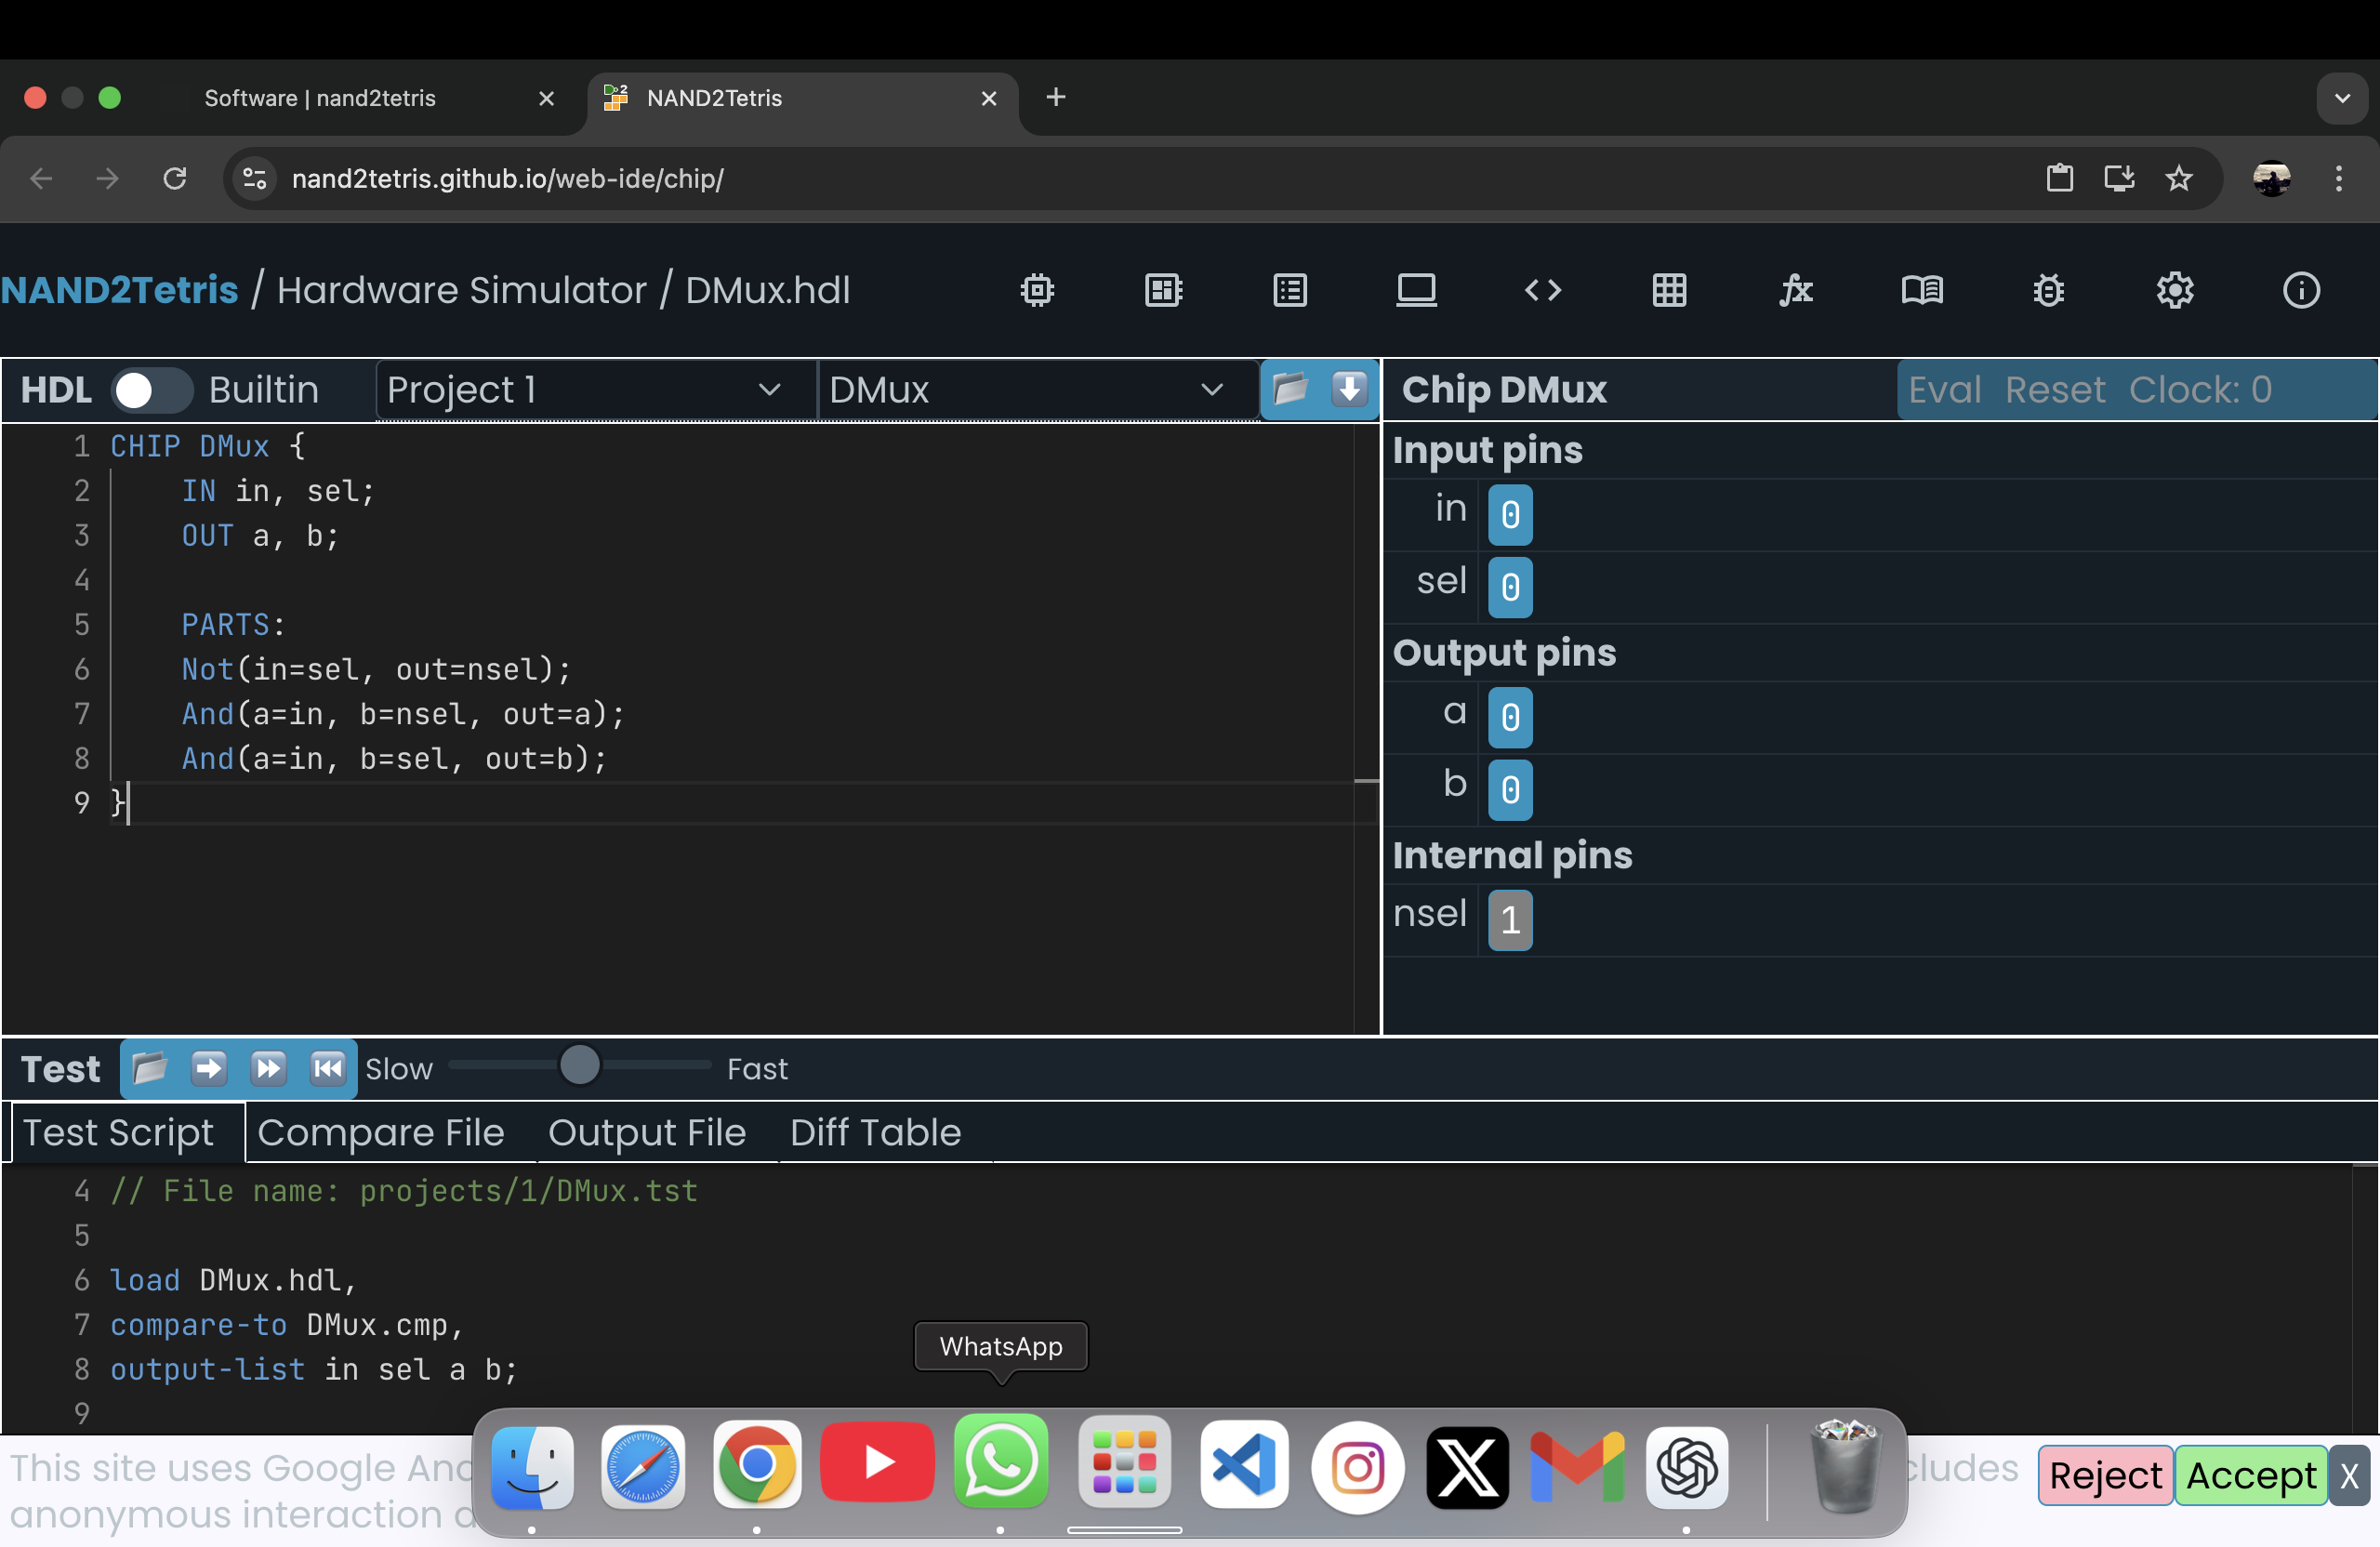 Software | nand2tetris
NAND2Tetris
nand2tetris.github.io/web-ide/chip/
NAND2Tetris / Hardware Simulator / DMux.hdl
HDL Builtin Project 1 DMux
Chip DMux Eval Reset Clock: 0
1 CHIP DMux {
2 IN in, sel;
3 OUT a, b;
4
5 PARTS:
6 Not(in=sel, out=nsel);
7 And(a=in, b=nsel, out=a);
8 And(a=in, b=sel, out=b);
9 }
Input pins
in 0
sel 0
Output pins
a 0
b 0
Internal pins
nsel 1
Test Slow Fast
Test Script Compare File Output File Diff Table
4 // File name: projects/1/DMux.tst
5
6 load DMux.hdl,
7 compare-to DMux.cmp,
8 output-list in sel a b;
9
WhatsApp
This site uses Google
anonymous interaction
Reject Accept X